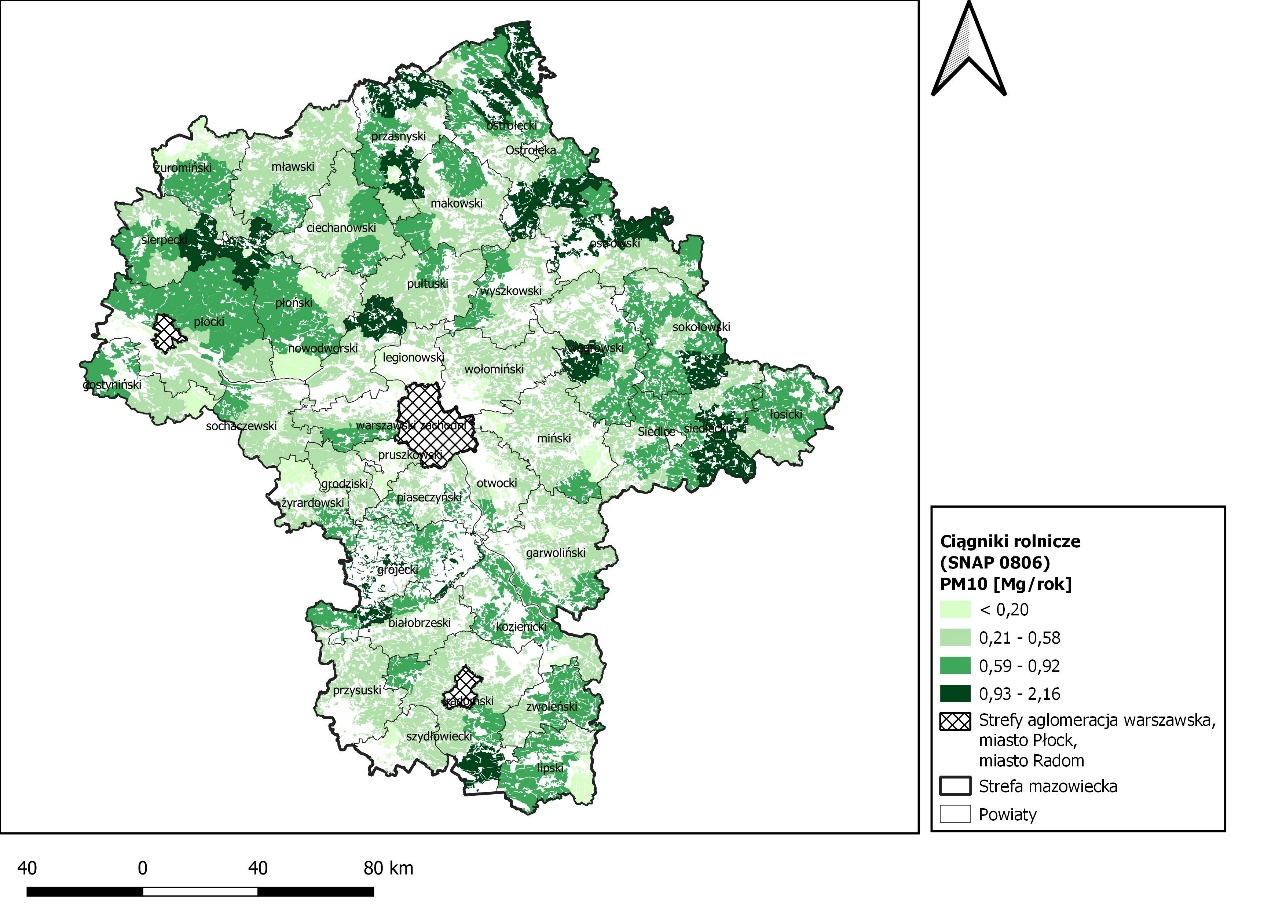 ostrołęcki
przasnyski
Ostrołęka
żuromiński
mławski
makowski
ciechanowski
sierpecki
ostrowski
pułtuski
wyszkowski
płoński
płocki
sokołowski
nowodworski
węgrowski
legionowski
wołomiński
gostyniński
łosicki
sochaczewski
warszawski zachodni
Siedlce
siedlecki
miński
pruszkowski
grodziski
otwocki
piaseczyński
żyrardowski
garwoliński
grójecki
białobrzeski
kozienicki
przysuski
radomski
zwoleński
szydłowiecki
lipski
Ciągniki rolnicze
(SNAP 0806)
PM10 [Mg/rok]
< 0,20
0,21 - 0,58
0,59 - 0,92
0,93 - 2,16
Strefy aglomeracja warszawska,
miasto Płock,
miasto Radom
Strefa mazowiecka
Powiaty
40 0 40 80 km